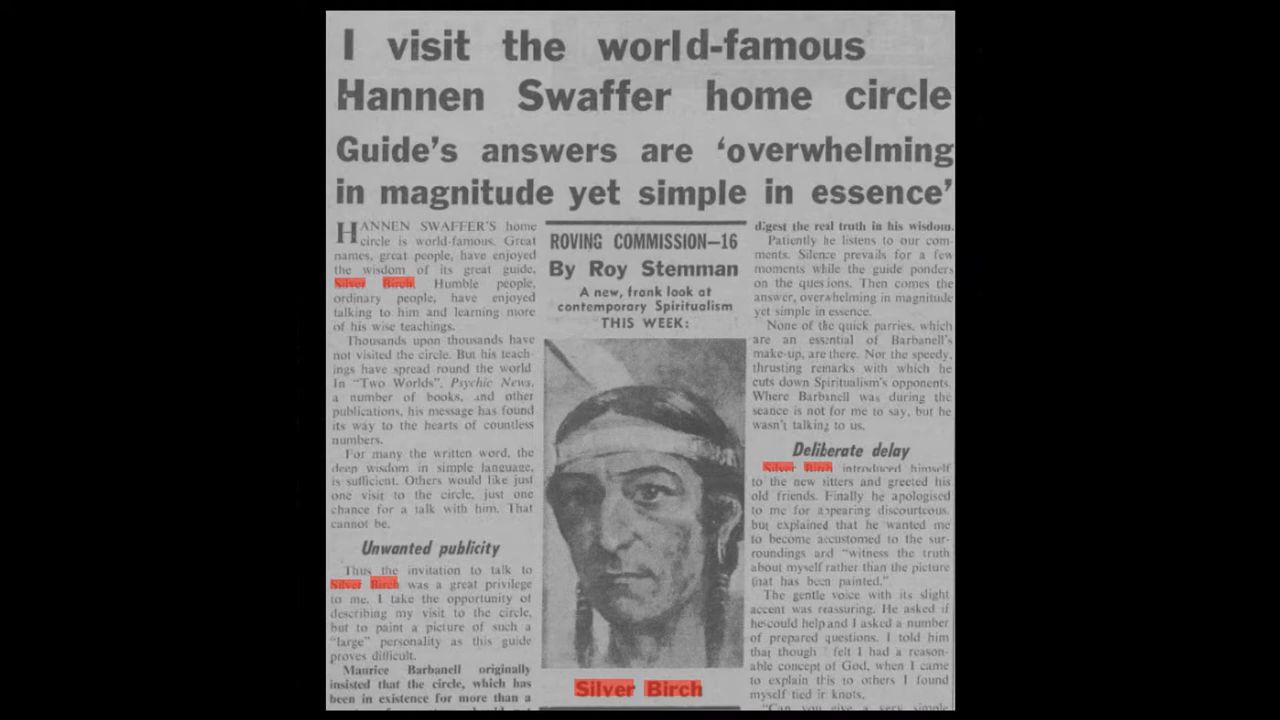 I visit the world-famous
Hannen Swaffer home circle
Guide's answers are 'overwhelming
in magnitude yet simple in essence'
HANNEN SWAFFER'S home
circle is world-famous. Great
names, great people, have enjoyed
the wisdom of its great guide,
Silver Birch. Humble people,
ordinary people, have enjoyed
talking to him and learning more
of his wise teachings.
Thousands upon thousands have
not visited the circle. But his teach-
ings have spread round the world
In "Two Worlds", Psychic News,
a number of books, and other
publications, his message has found
its way to the hearts of countless
numbers.
For many the written word, the
deep wisdom in simple language,
is sufficient. Others would like just
one visit to the circle, just one
chance for a talk with him. That
cannot be.
Unwanted publicity
Thus the invitation to talk to
Silver Birch was a great privilege
to me. I take the opportunity of
describing my visit to the circle,
but to paint a picture of such a
"large" personality as this guide
proves difficult.
Maurice Barbanell originally
insisted that the circle, which has
been in existence for more than a
ROVING COMMISSION—16
By Roy Stemman
A new, frank look at
contemporary Spiritualism
THIS WEEK:
Silver Birch
digest the real truth in his wisdom.
Patiently he listens to our com-
ments. Silence prevails for a few
moments while the guide ponders
on the questions. Then comes the
answer, overwhelming in magnitude
yet simple in essence.
None of the quick parries, which
are an essential of Barbanell's
make-up, are there. Nor the speedy,
thrusting remarks with which he
cuts down Spiritualism's opponents.
Where Barbanell was during the
seance is not for me to say, but he
wasn't talking to us.
Deliberate delay
Silver Birch introduced himself
to the new sitters and greeted his
old friends. Finally he apologised
to me for appearing discourteous,
but explained that he wanted me
to become accustomed to the sur-
roundings and "witness the truth
about myself rather than the picture
that has been painted."
The gentle voice with its slight
accent was reassuring. He asked if
he could help and I asked a number
of prepared questions. I told him
that though I felt I had a reason-
able concept of God, when I came
to explain this to others I found
myself tied in knots.
"Can you give a very simple